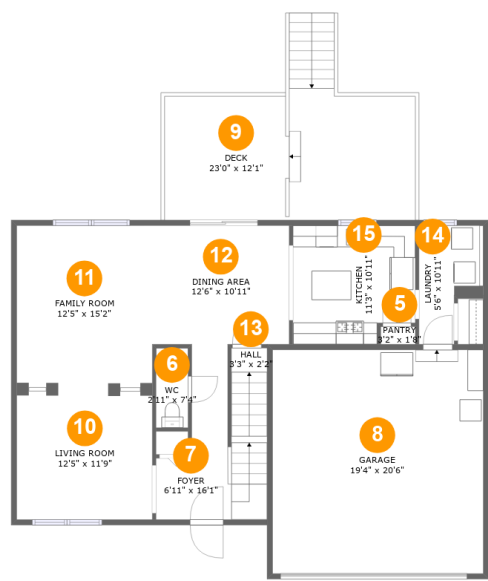 9
DECK
23'0" x 12'1"
15
KITCHEN
11'3" x 10'11"
14
LAUNDRY
5'6" x 10'11"
12
DINING AREA
12'6" x 10'11"
11
FAMILY ROOM
12'5" x 15'2"
5
PANTRY
3'2" x 1'8"
13
HALL
3'3" x 2'2"
6
WC
2'11" x 7'4"
10
LIVING ROOM
12'5" x 11'9"
7
FOYER
6'11" x 16'1"
8
GARAGE
19'4" x 20'6"